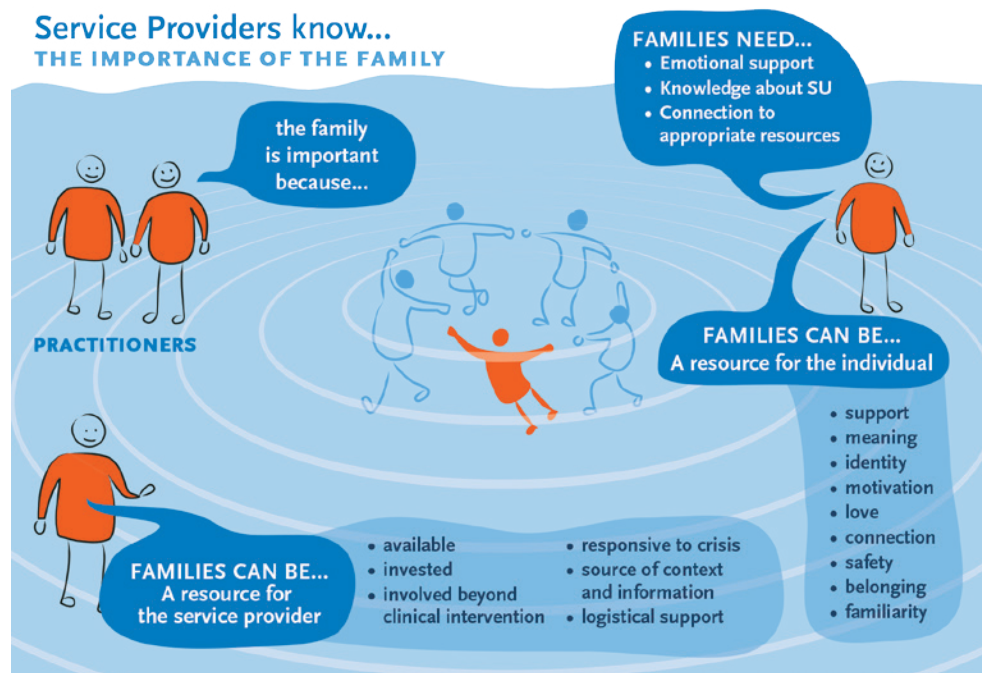 Service Providers know...
THE IMPORTANCE OF THE FAMILY
the family
is important
because...
PRACTITIONERS
FAMILIES NEED...
• Emotional support
• Knowledge about SU
• Connection to
appropriate resources
FAMILIES CAN BE...
A resource for the individual
• support
• meaning
• identity
• motivation
• love
• connection
• safety
• belonging
• familiarity
FAMILIES CAN BE...
A resource for
the service provider
• available
• invested
• involved beyond
clinical intervention
• responsive to crisis
• source of context
and information
• logistical support